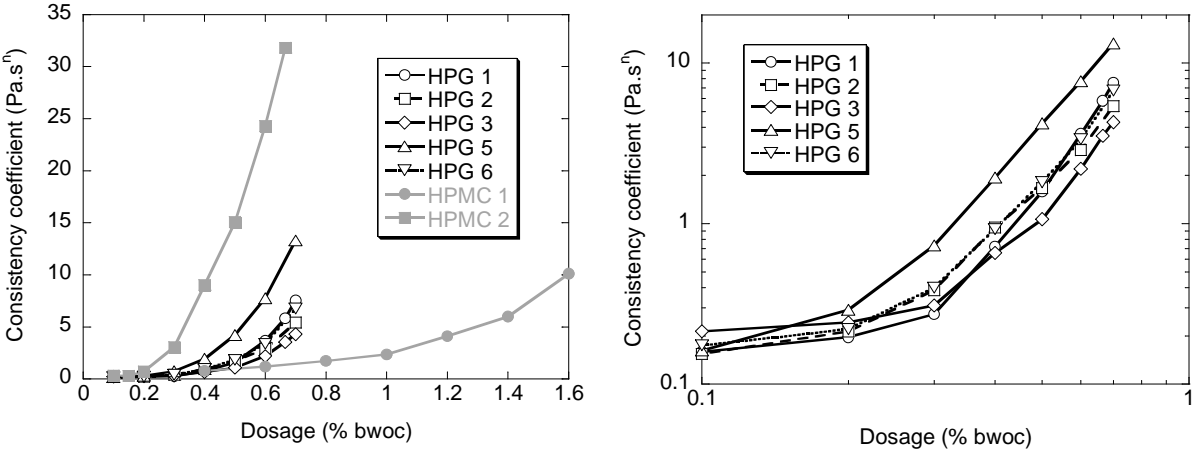 Consistency coefficient (Pa.sⁿ)
35
30
25
20
15
10
5
0
0 0.2 0.4 0.6 0.8 1.0 1.2 1.4 1.6
Dosage (% bwoc)
HPG 1
HPG 2
HPG 3
HPG 5
HPG 6
HPMC 1
HPMC 2
Consistency coefficient (Pa.sⁿ)
10
1
0.1
0.1 1
Dosage (% bwoc)
HPG 1
HPG 2
HPG 3
HPG 5
HPG 6